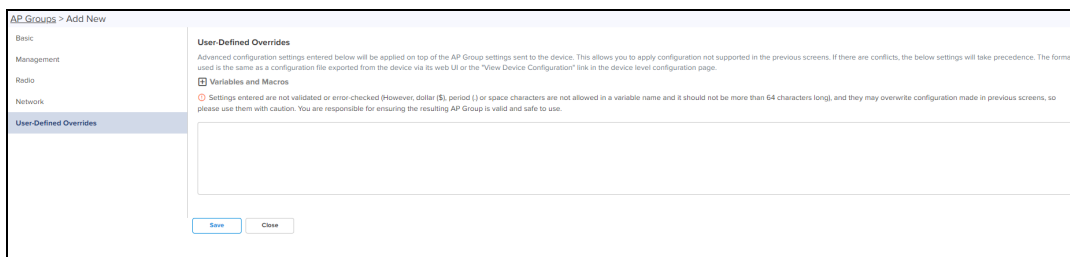 AP Groups > Add New
Basic
Management
Radio
Network
User-Defined Overrides
User-Defined Overrides
Advanced configuration settings entered below will be applied on top of the AP Group settings sent to the device. This allows you to apply configuration not supported in the previous screens. If there are conflicts, the below settings will take precedence. The forma
used is the same as a configuration file exported from the device via its web UI or the "View Device Configuration" link in the device level configuration page.
Variables and Macros
Settings entered are not validated or error-checked (However, dollar ($), period (.) or space characters are not allowed in a variable name and it should not be more than 64 characters long), and they may overwrite configuration made in previous screens, so
please use them with caution. You are responsible for ensuring the resulting AP Group is valid and safe to use.
Save
Close